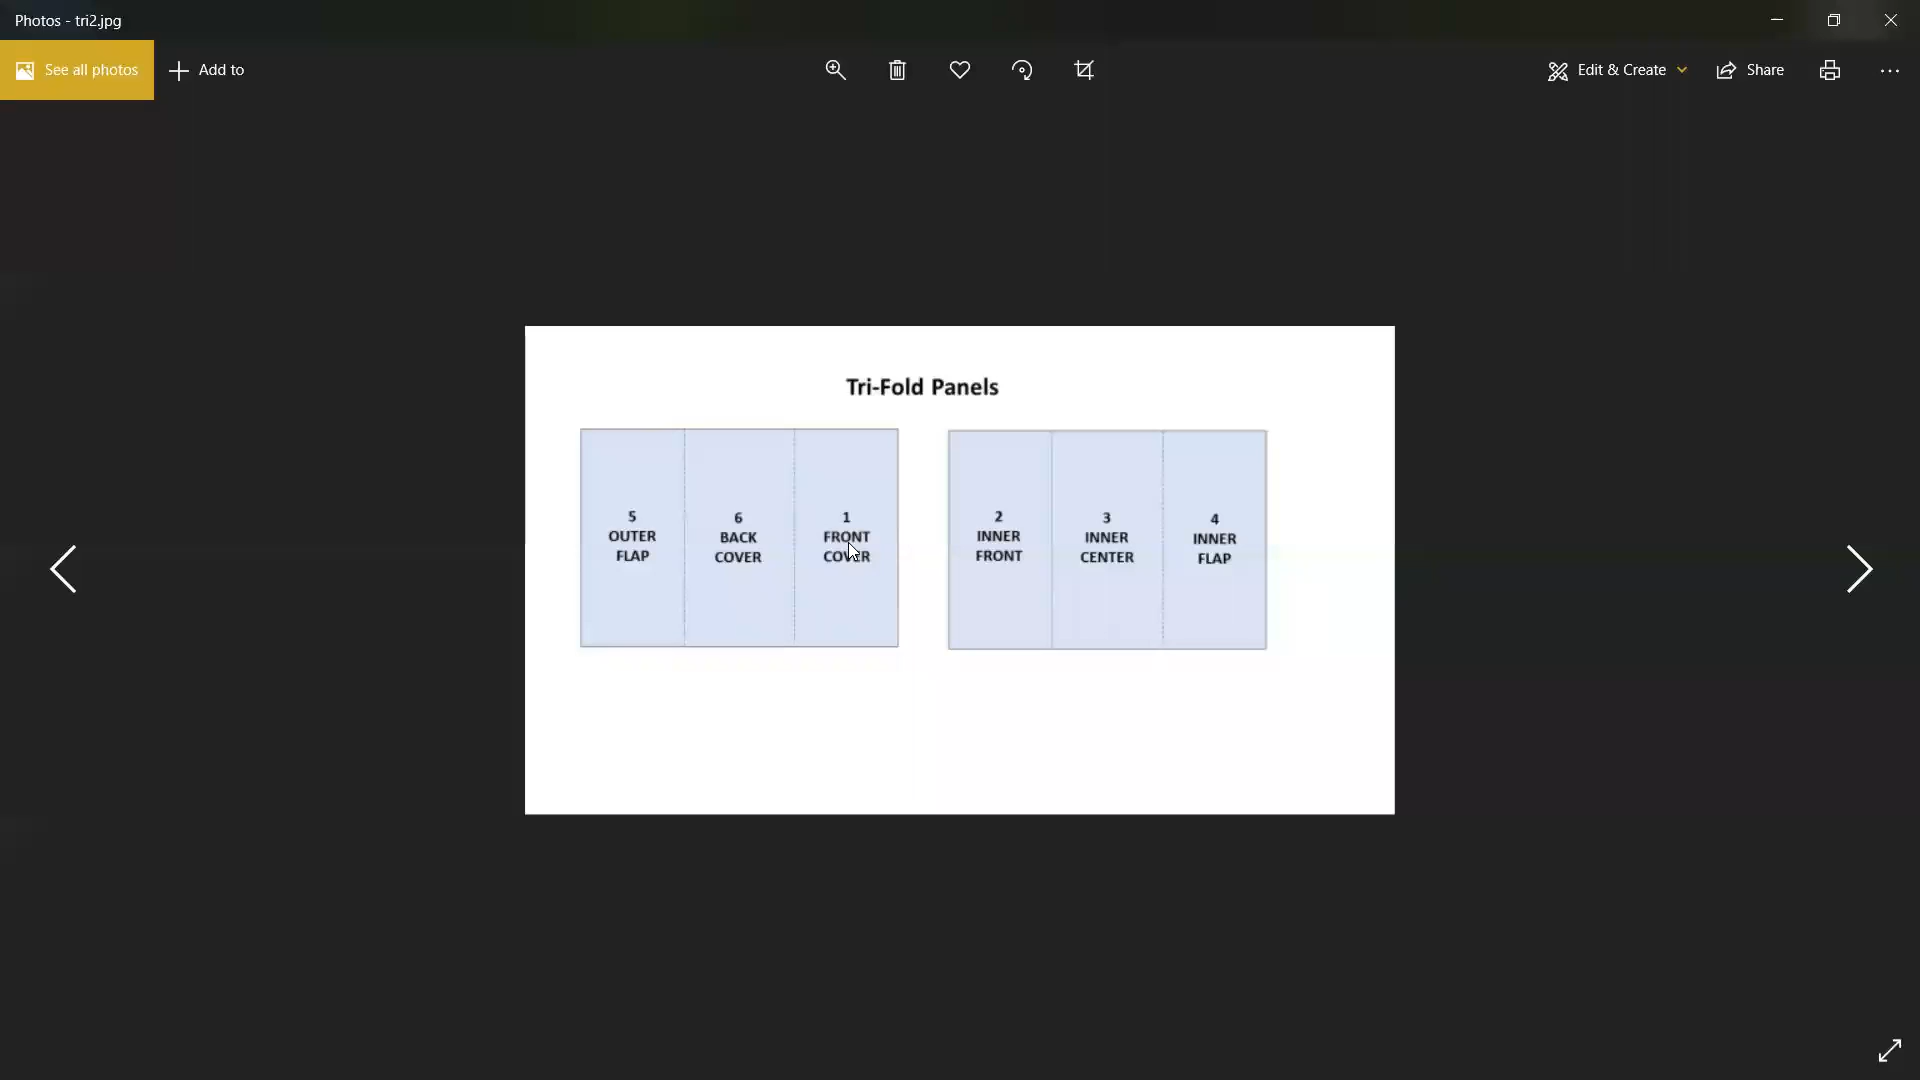 Photos - tri2.jpg
See all photos
Add to
Edit & Create
Share
Tri-Fold Panels
5
OUTER
FLAP
6
BACK
COVER
1
FRONT
COVER
2
INNER
FRONT
3
INNER
CENTER
4
INNER
FLAP